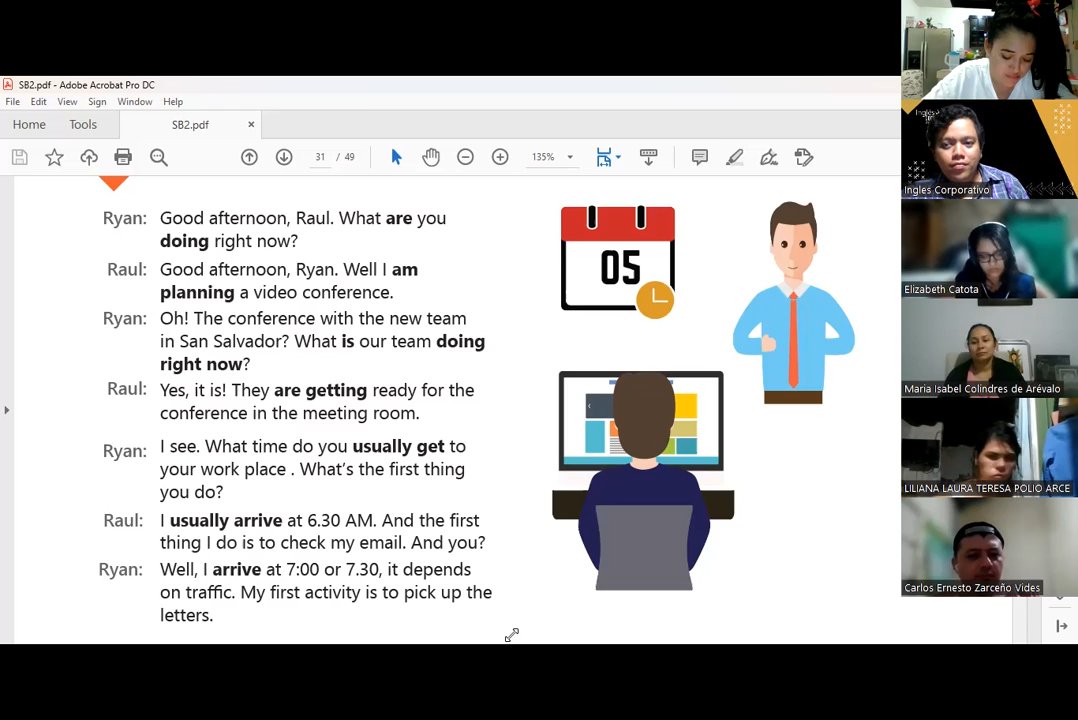 SB2.pdf - Adobe Acrobat Pro DC
File Edit View Sign Window Help
Home Tools SB2.pdf ×
31 / 49 135%
Ryan: Good afternoon, Raul. What are you
doing right now?
Raul: Good afternoon, Ryan. Well I am
planning a video conference.
Ryan: Oh! The conference with the new team
in San Salvador? What is our team doing
right now?
Raul: Yes, it is! They are getting ready for the
conference in the meeting room.
Ryan: I see. What time do you usually get to
your work place . What's the first thing
you do?
Raul: I usually arrive at 6.30 AM. And the first
thing I do is to check my email. And you?
Ryan: Well, I arrive at 7:00 or 7.30, it depends
on traffic. My first activity is to pick up the
letters.
05
Ingles Corporativo
Elizabeth Catota
Maria Isabel Colindres de Arévalo
LILIANA LAURA TERESA POLIO ARCE
Carlos Ernesto Zarceño Vides